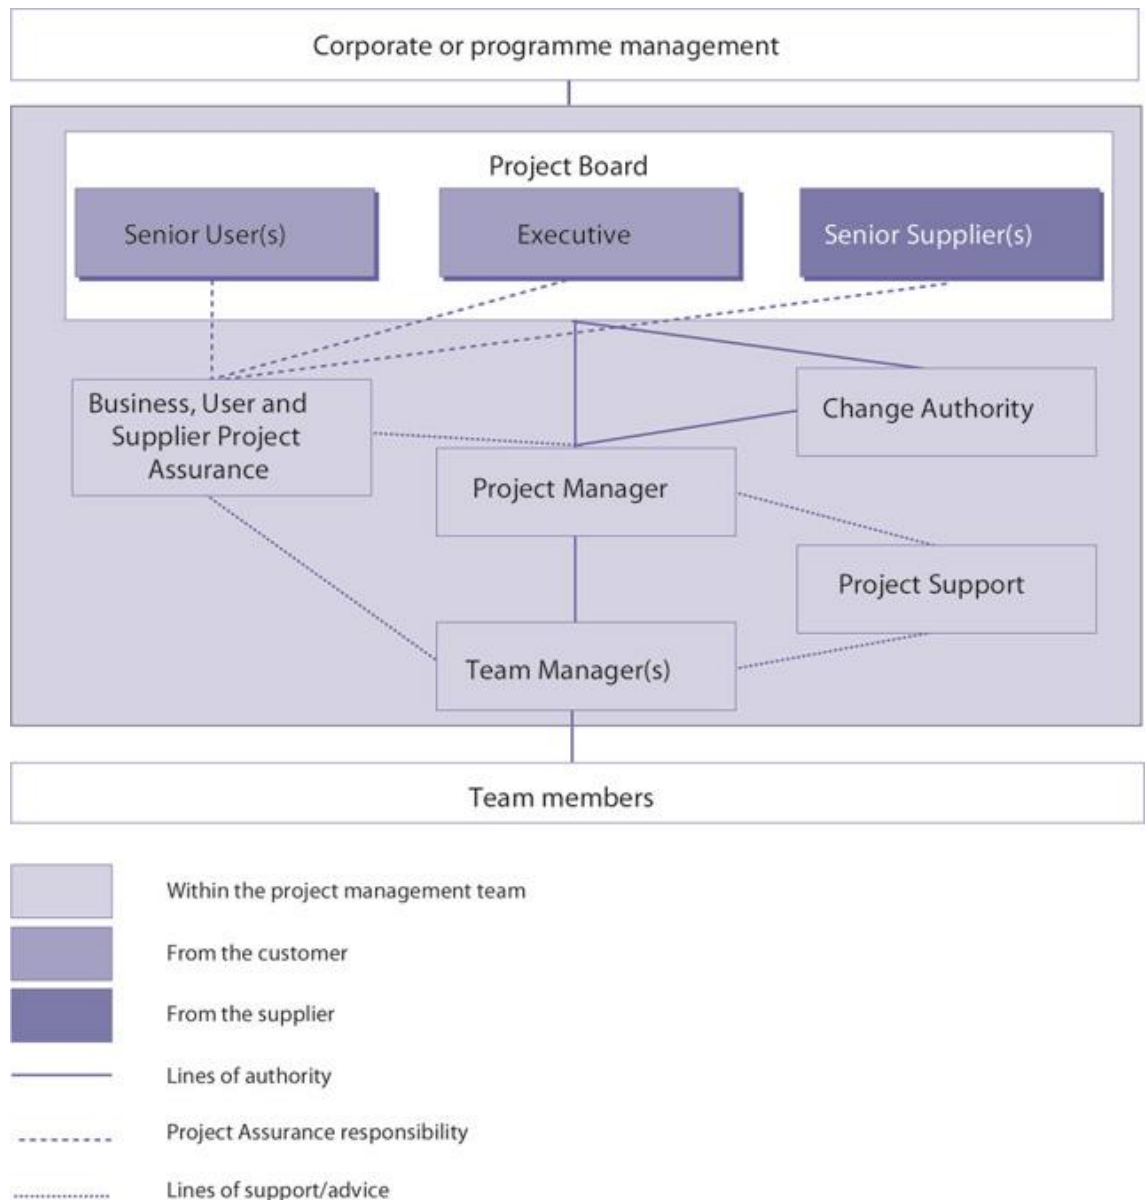 Corporate or programme management
Project Board
Senior User(s)
Executive
Senior Supplier(s)
Business, User and
Supplier Project
Assurance
Change Authority
Project Manager
Project Support
Team Manager(s)
Team members
Within the project management team
From the customer
From the supplier
Lines of authority
Project Assurance responsibility
Lines of support/advice